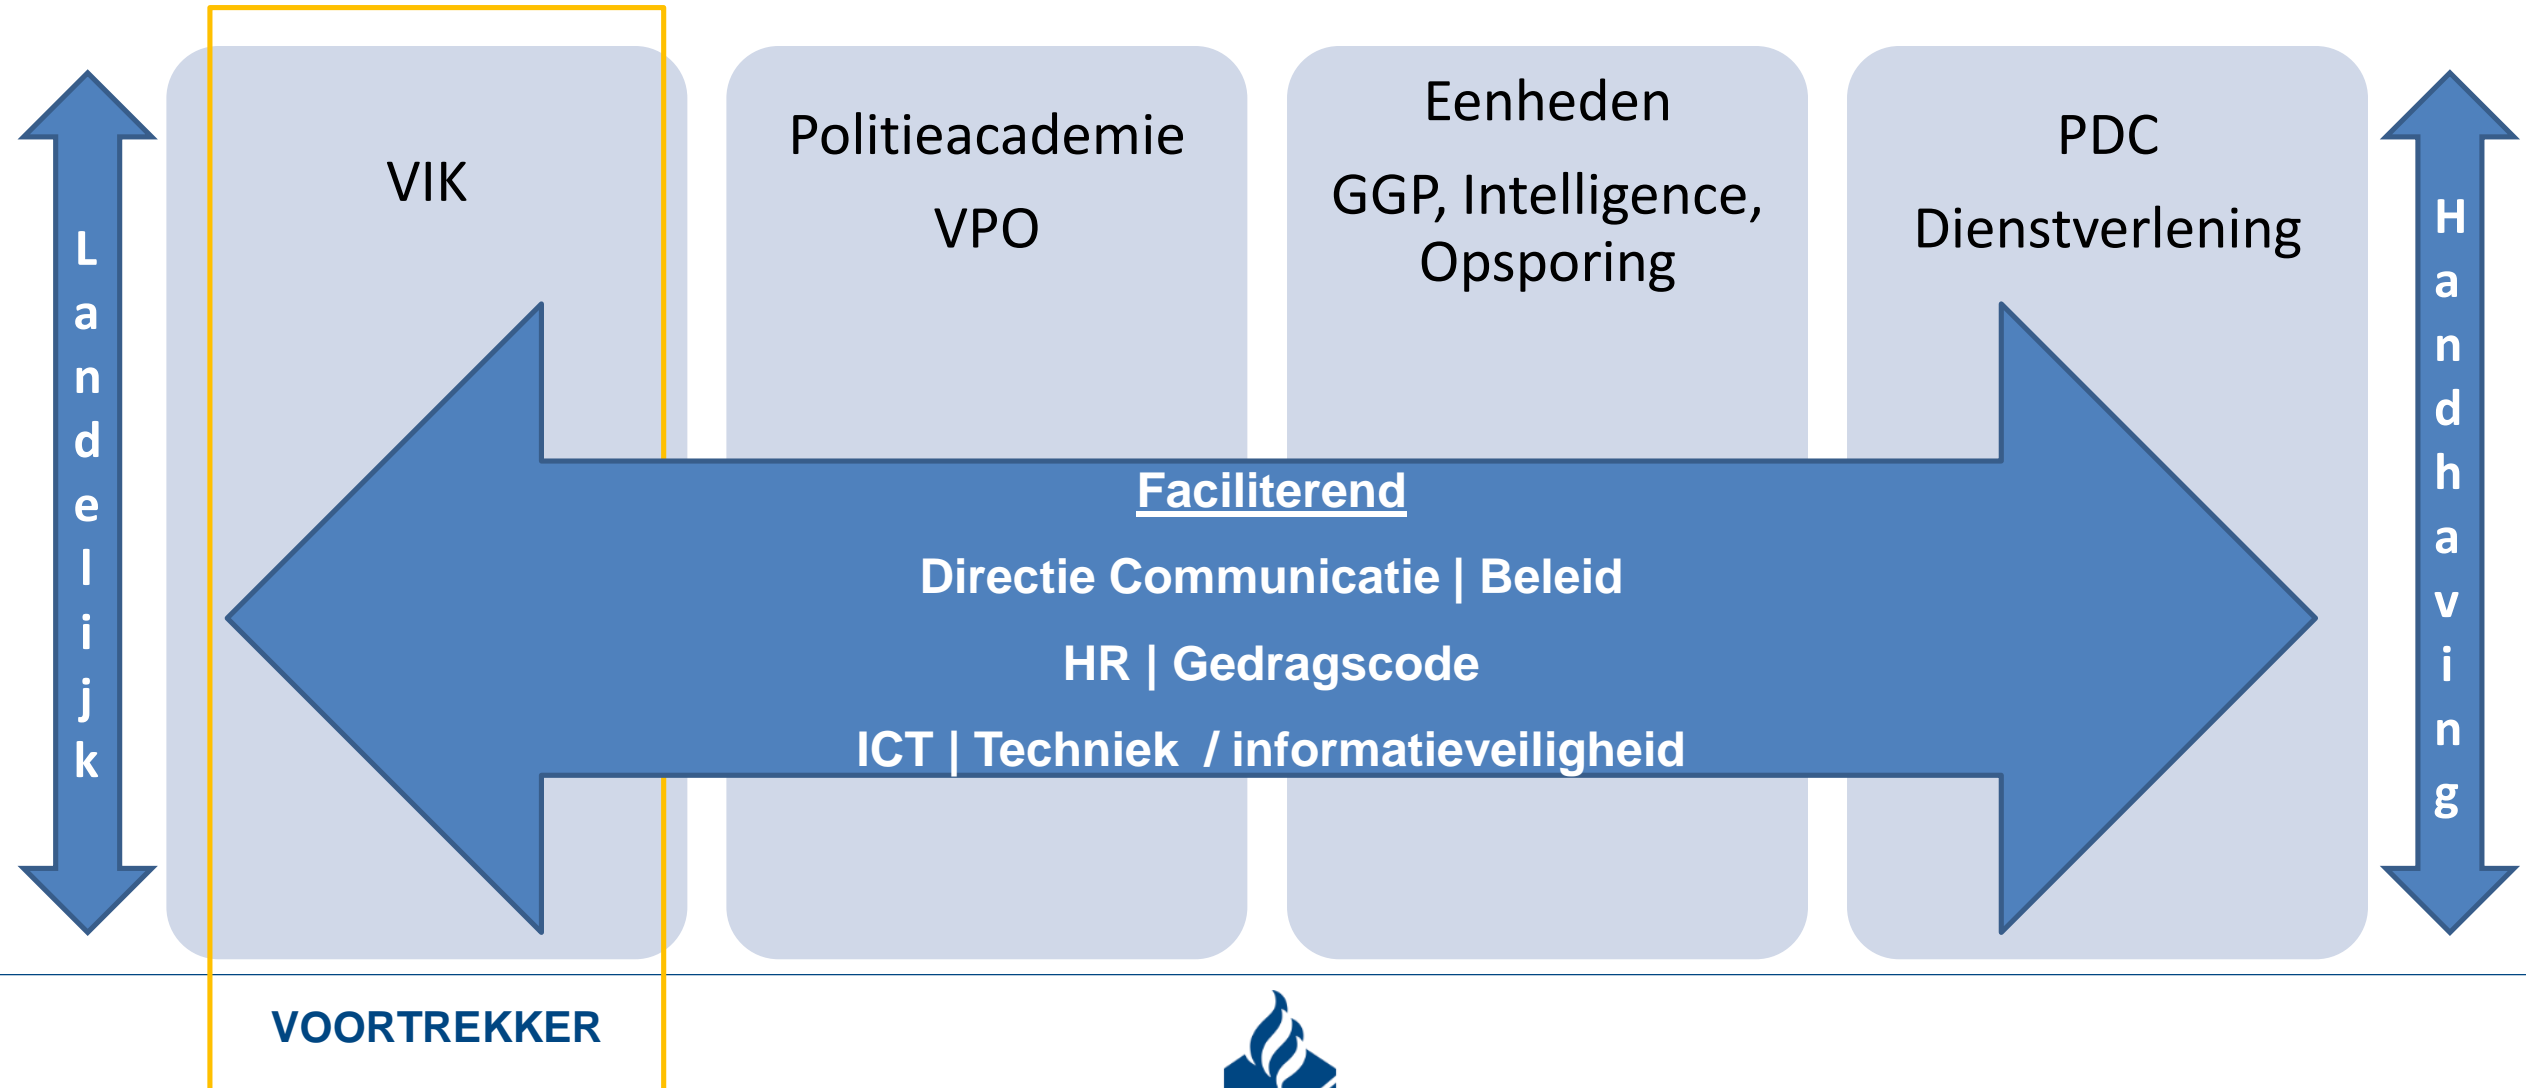 Landelijk
VIK
Politieacademie
VPO
Eenheden
GGP, Intelligence,
Opsporing
PDC
Dienstverlening
Handhaving
Faciliterend
Directie Communicatie | Beleid
HR | Gedragscode
ICT | Techniek / informatieveiligheid
VOORTREKKER